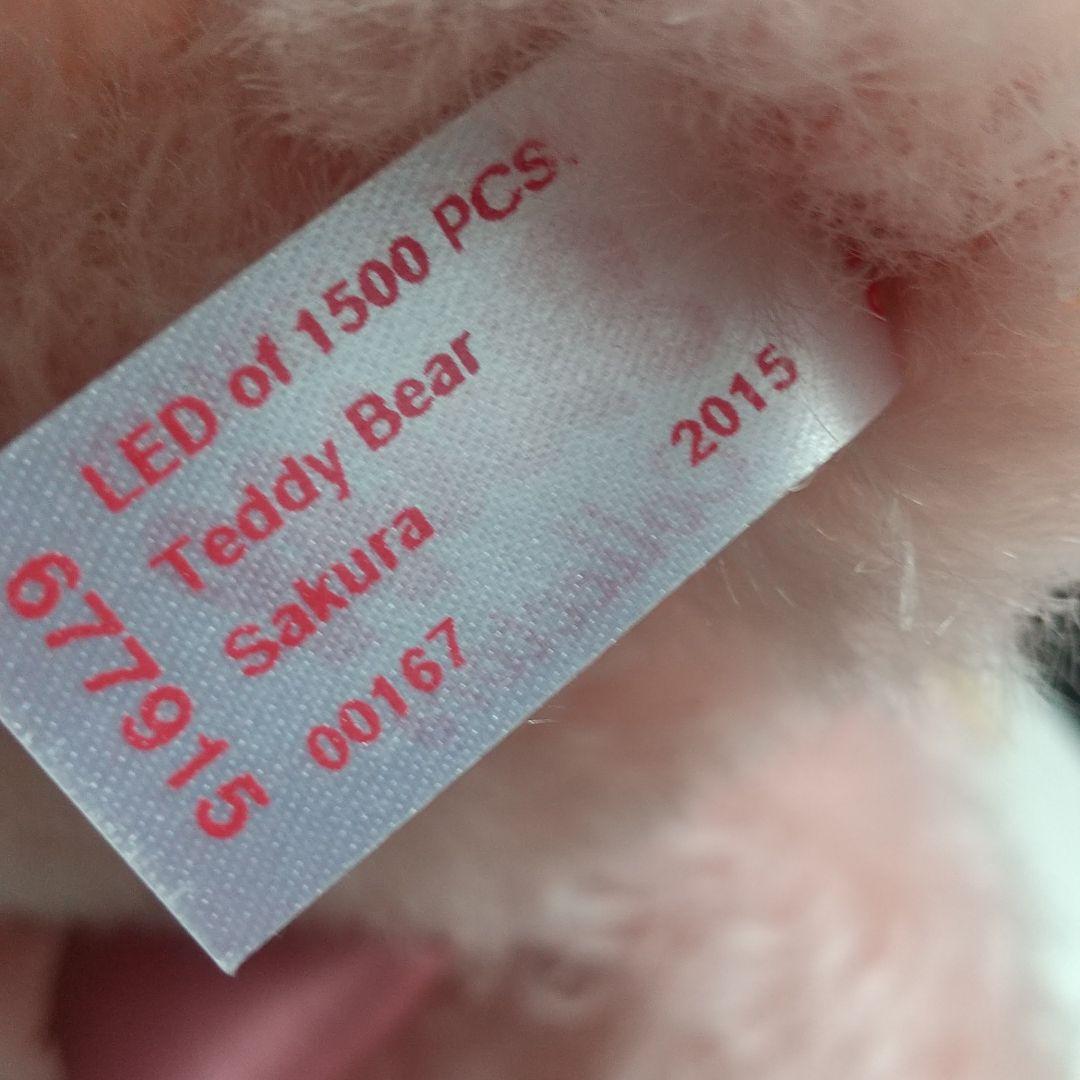 LED of 1500 PCS.
Teddy Bear
Sakura
00167
2015
677915